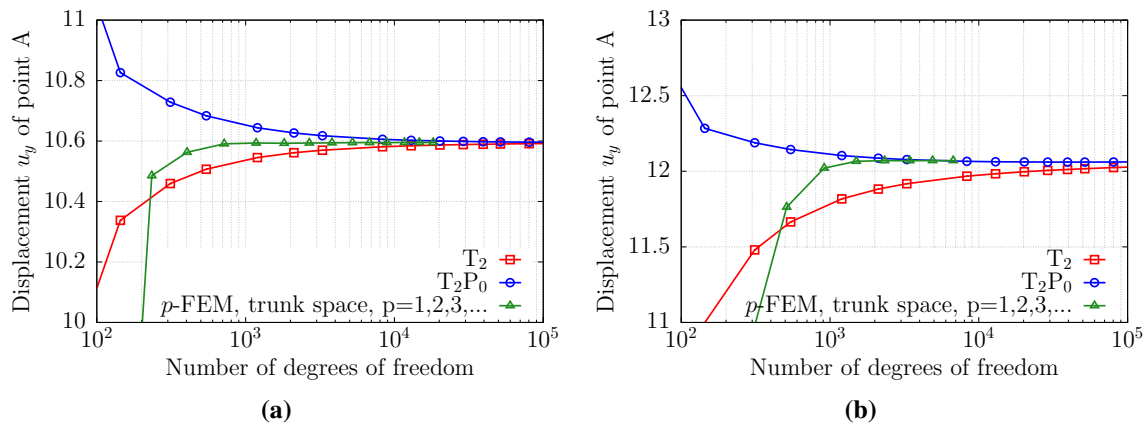 Displacement u_y of point A
11
10.8
10.6
10.4
10.2
10
10^2
10^3
10^4
10^5
T_2
T_2P_0
p-FEM, trunk space, p=1,2,3,...
Number of degrees of freedom
(a)
Displacement u_y of point A
13
12.5
12
11.5
11
10^2
10^3
10^4
10^5
T_2
T_2P_0
p-FEM, trunk space, p=1,2,3,...
Number of degrees of freedom
(b)